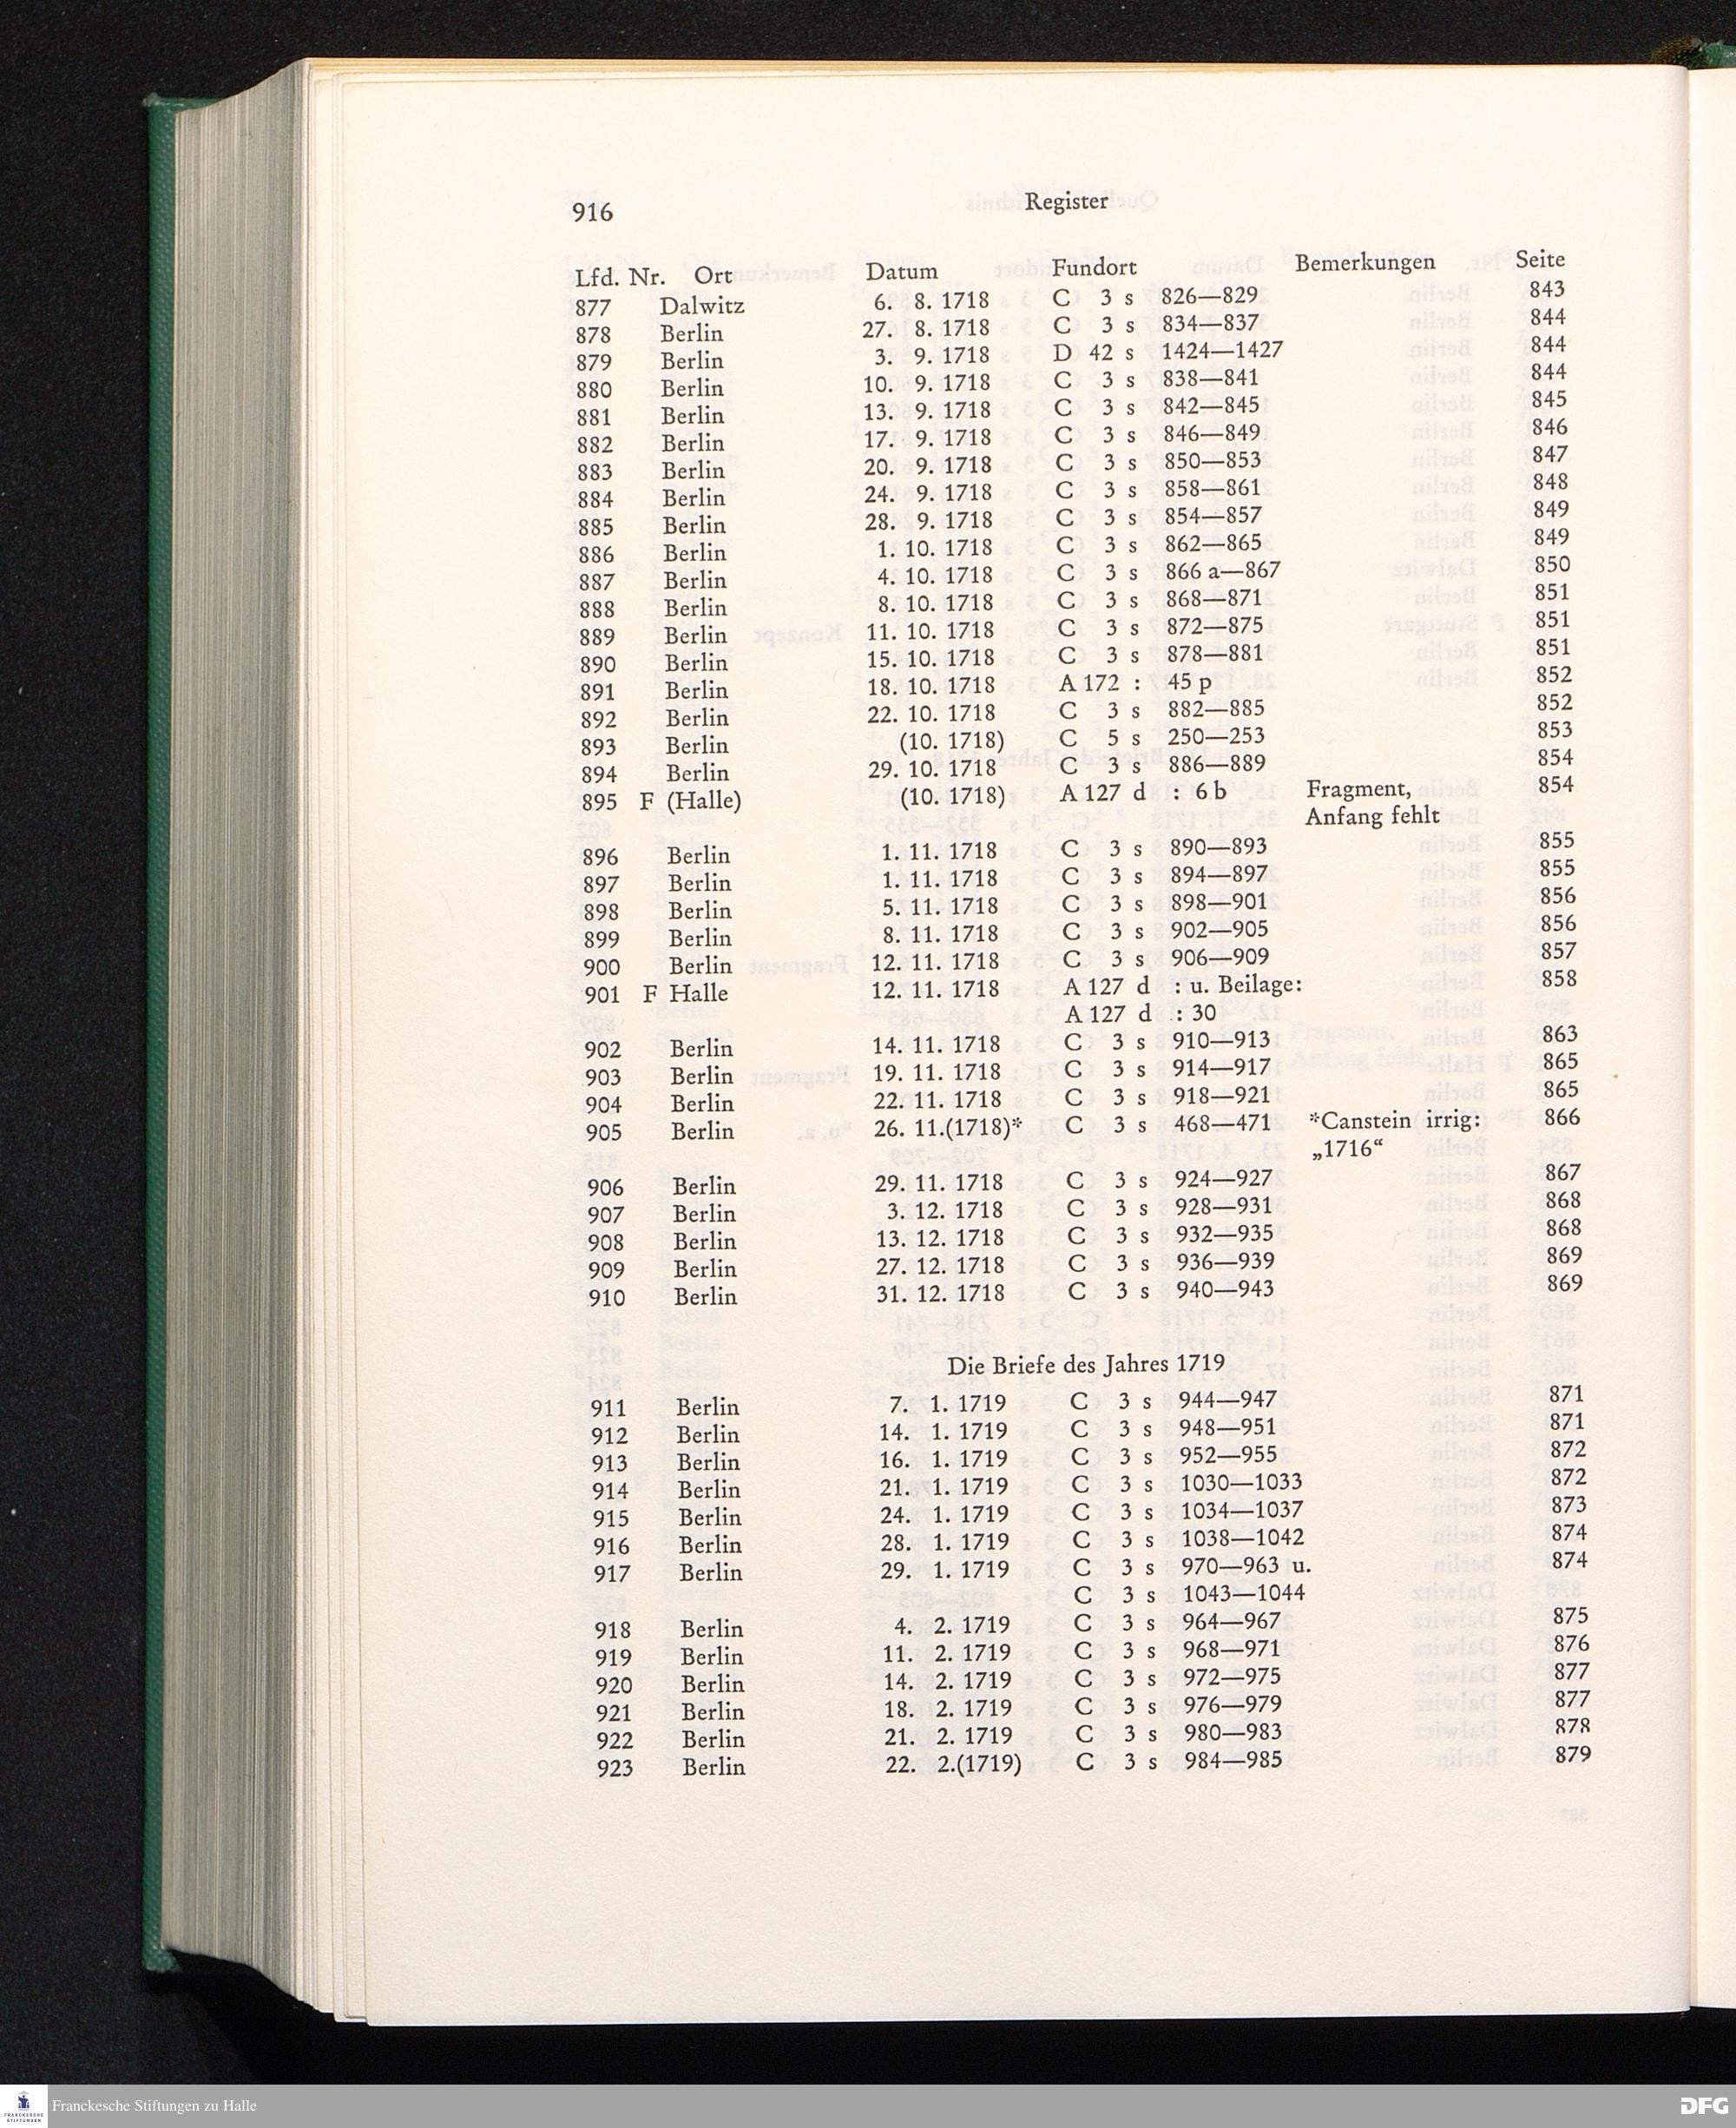 916
Register
Lfd. Nr. Ort Datum Fundort Bemerkungen Seite
877 Dalwitz 6. 8. 1718 C 3 s 826—829 843
878 Berlin 27. 8. 1718 C 3 s 834—837 844
879 Berlin 3. 9. 1718 D 42 s 1424—1427 844
880 Berlin 10. 9. 1718 C 3 s 838—841 844
881 Berlin 13. 9. 1718 C 3 s 842—845 845
882 Berlin 17. 9. 1718 C 3 s 846—849 846
883 Berlin 20. 9. 1718 C 3 s 850—853 847
884 Berlin 24. 9. 1718 C 3 s 858—861 848
885 Berlin 28. 9. 1718 C 3 s 854—857 849
886 Berlin 1. 10. 1718 C 3 s 862—865 849
887 Berlin 4. 10. 1718 C 3 s 866 a—867 850
888 Berlin 8. 10. 1718 C 3 s 868—871 851
889 Berlin 11. 10. 1718 C 3 s 872—875 851
890 Berlin 15. 10. 1718 C 3 s 878—881 851
891 Berlin 18. 10. 1718 A 172 : 45 p 852
892 Berlin 22. 10. 1718 C 3 s 882—885 852
893 Berlin (10. 1718) C 5 s 250—253 853
894 Berlin 29. 10. 1718 C 3 s 886—889 854
895 F (Halle) (10. 1718) A 127 d : 6 b Fragment, 854
Anfang fehlt
896 Berlin 1. 11. 1718 C 3 s 890—893 855
897 Berlin 1. 11. 1718 C 3 s 894—897 855
898 Berlin 5. 11. 1718 C 3 s 898—901 856
899 Berlin 8. 11. 1718 C 3 s 902—905 856
900 Berlin 12. 11. 1718 C 3 s 906—909 857
901 F Halle 12. 11. 1718 A 127 d : u. Beilage: 858
A 127 d : 30
902 Berlin 14. 11. 1718 C 3 s 910—913 863
903 Berlin 19. 11. 1718 C 3 s 914—917 865
904 Berlin 22. 11. 1718 C 3 s 918—921 865
905 Berlin 26. 11.(1718)* C 3 s 468—471 *Canstein irrig: 866
„1716“
906 Berlin 29. 11. 1718 C 3 s 924—927 867
907 Berlin 3. 12. 1718 C 3 s 928—931 868
908 Berlin 13. 12. 1718 C 3 s 932—935 868
909 Berlin 27. 12. 1718 C 3 s 936—939 869
910 Berlin 31. 12. 1718 C 3 s 940—943 869
Die Briefe des Jahres 1719
911 Berlin 7. 1. 1719 C 3 s 944—947 871
912 Berlin 14. 1. 1719 C 3 s 948—951 871
913 Berlin 16. 1. 1719 C 3 s 952—955 872
914 Berlin 21. 1. 1719 C 3 s 1030—1033 872
915 Berlin 24. 1. 1719 C 3 s 1034—1037 873
916 Berlin 28. 1. 1719 C 3 s 1038—1042 874
917 Berlin 29. 1. 1719 C 3 s 970—963 u. 874
C 3 s 1043—1044
918 Berlin 4. 2. 1719 C 3 s 964—967 875
919 Berlin 11. 2. 1719 C 3 s 968—971 876
920 Berlin 14. 2. 1719 C 3 s 972—975 877
921 Berlin 18. 2. 1719 C 3 s 976—979 877
922 Berlin 21. 2. 1719 C 3 s 980—983 878
923 Berlin 22. 2.(1719) C 3 s 984—985 879
FRANCKESCHE STIFTUNGEN
Franckesche Stiftungen zu Halle
DFG